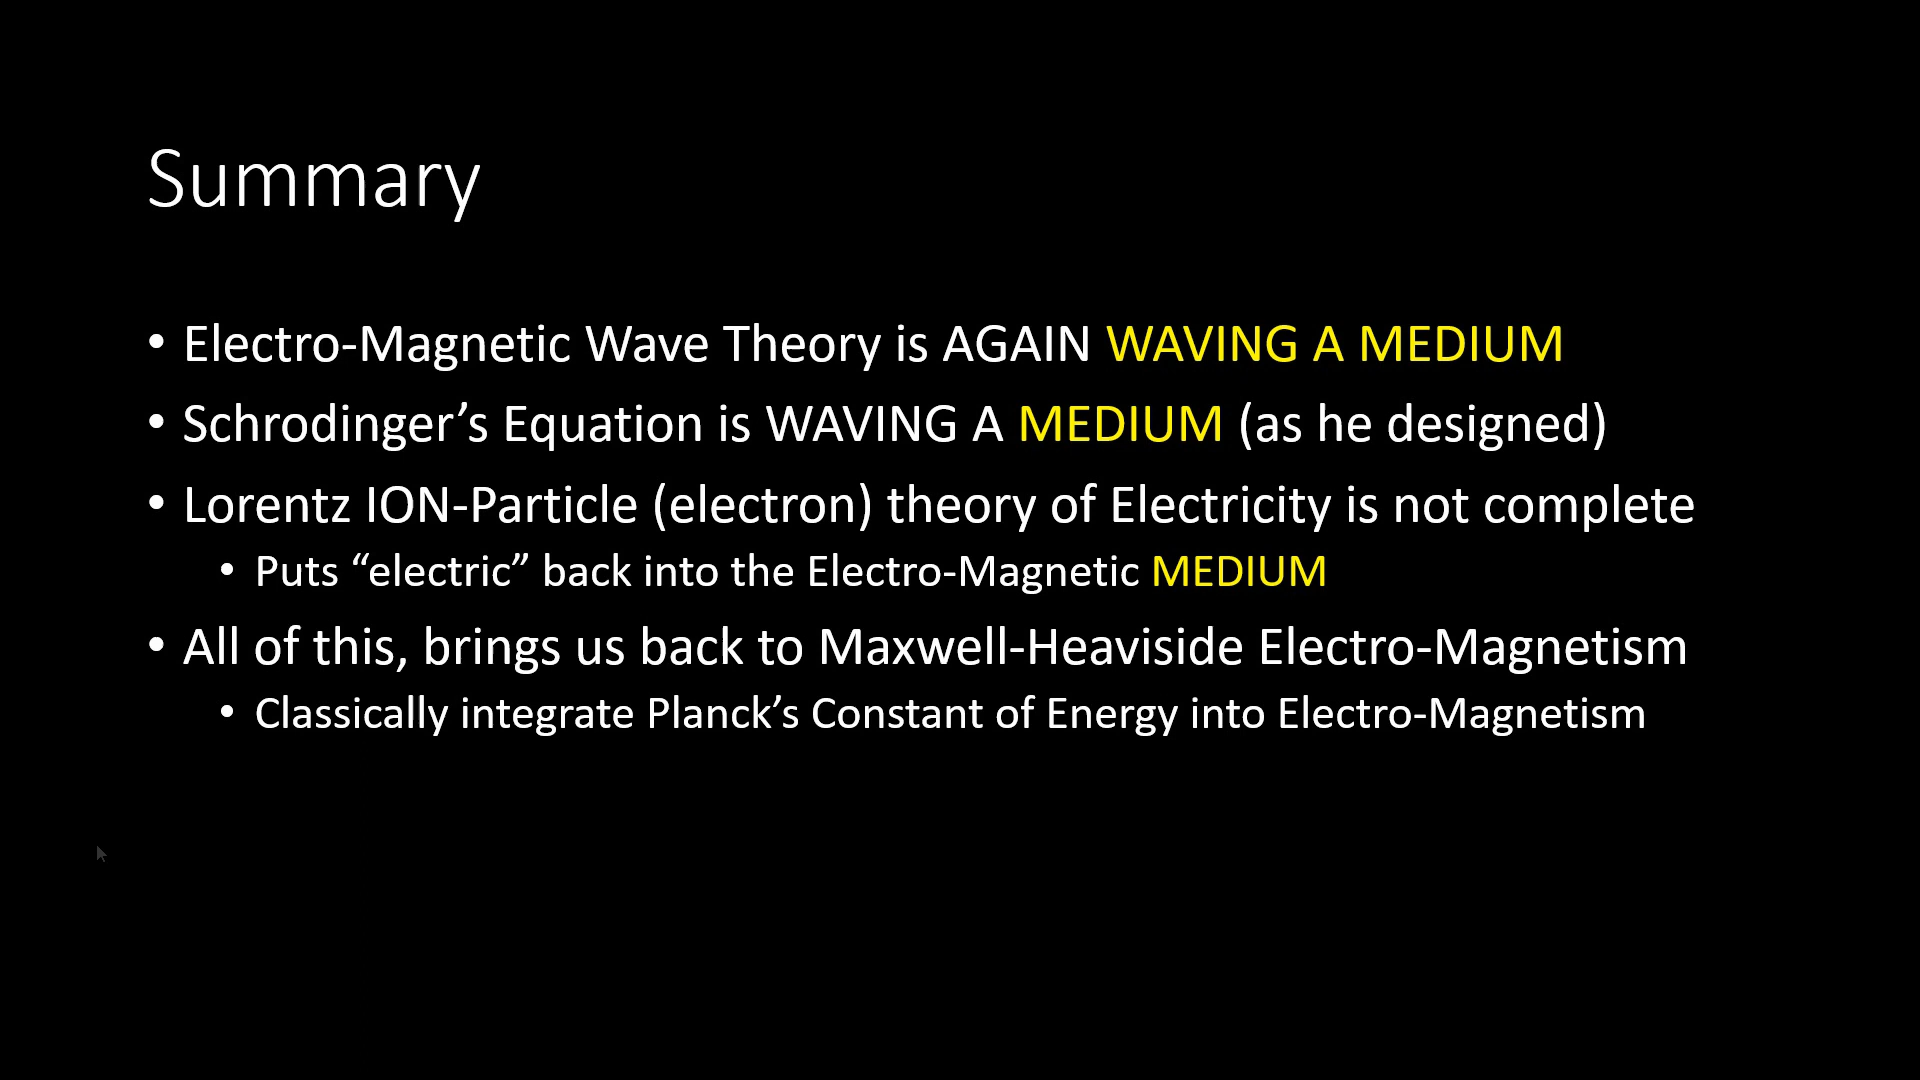 Summary
• Electro-Magnetic Wave Theory is AGAIN WAVING A MEDIUM
• Schrodinger’s Equation is WAVING A MEDIUM (as he designed)
• Lorentz ION-Particle (electron) theory of Electricity is not complete
• Puts “electric” back into the Electro-Magnetic MEDIUM
• All of this, brings us back to Maxwell-Heaviside Electro-Magnetism
• Classically integrate Planck’s Constant of Energy into Electro-Magnetism